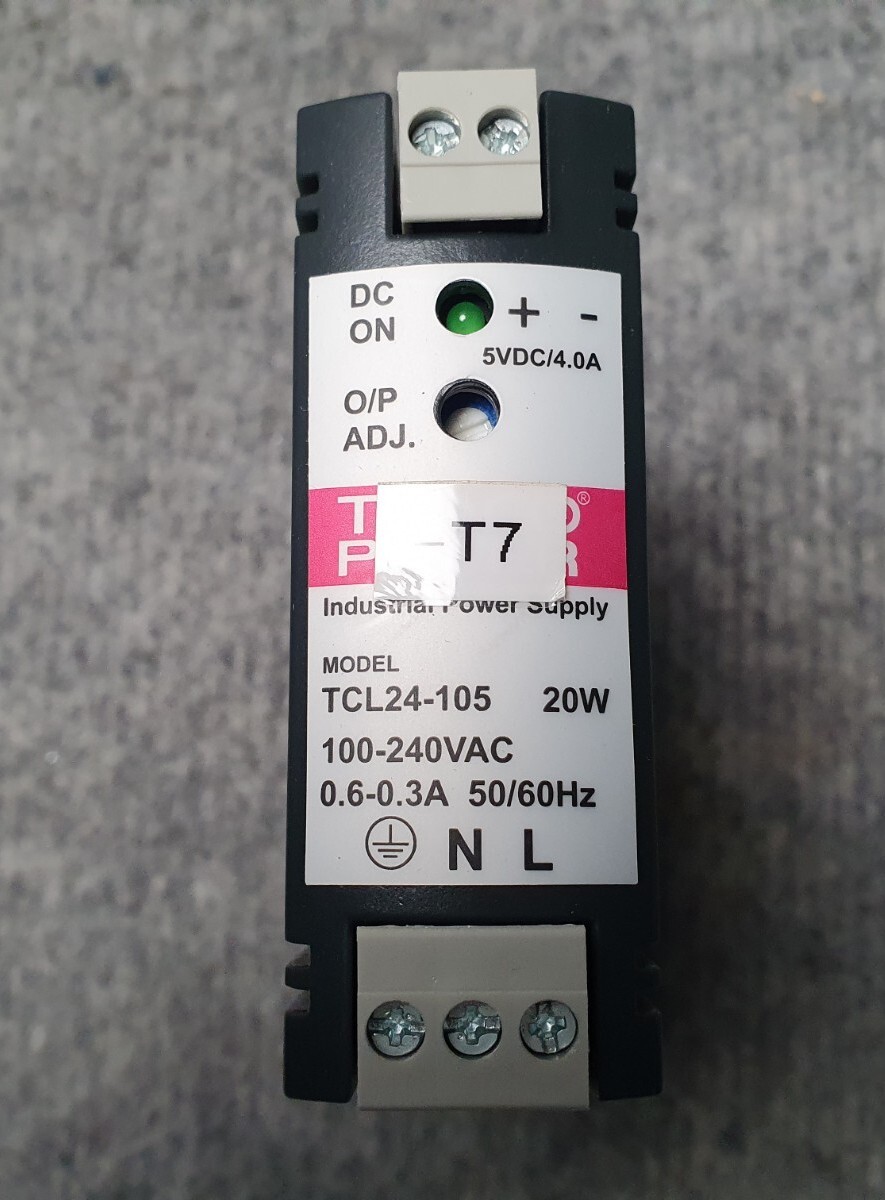 DC
ON
+ -
5VDC/4.0A
O/P
ADJ.
-T7
Industrial Power Supply
MODEL
TCL24-105 20W
100-240VAC
0.6-0.3A 50/60Hz
N L